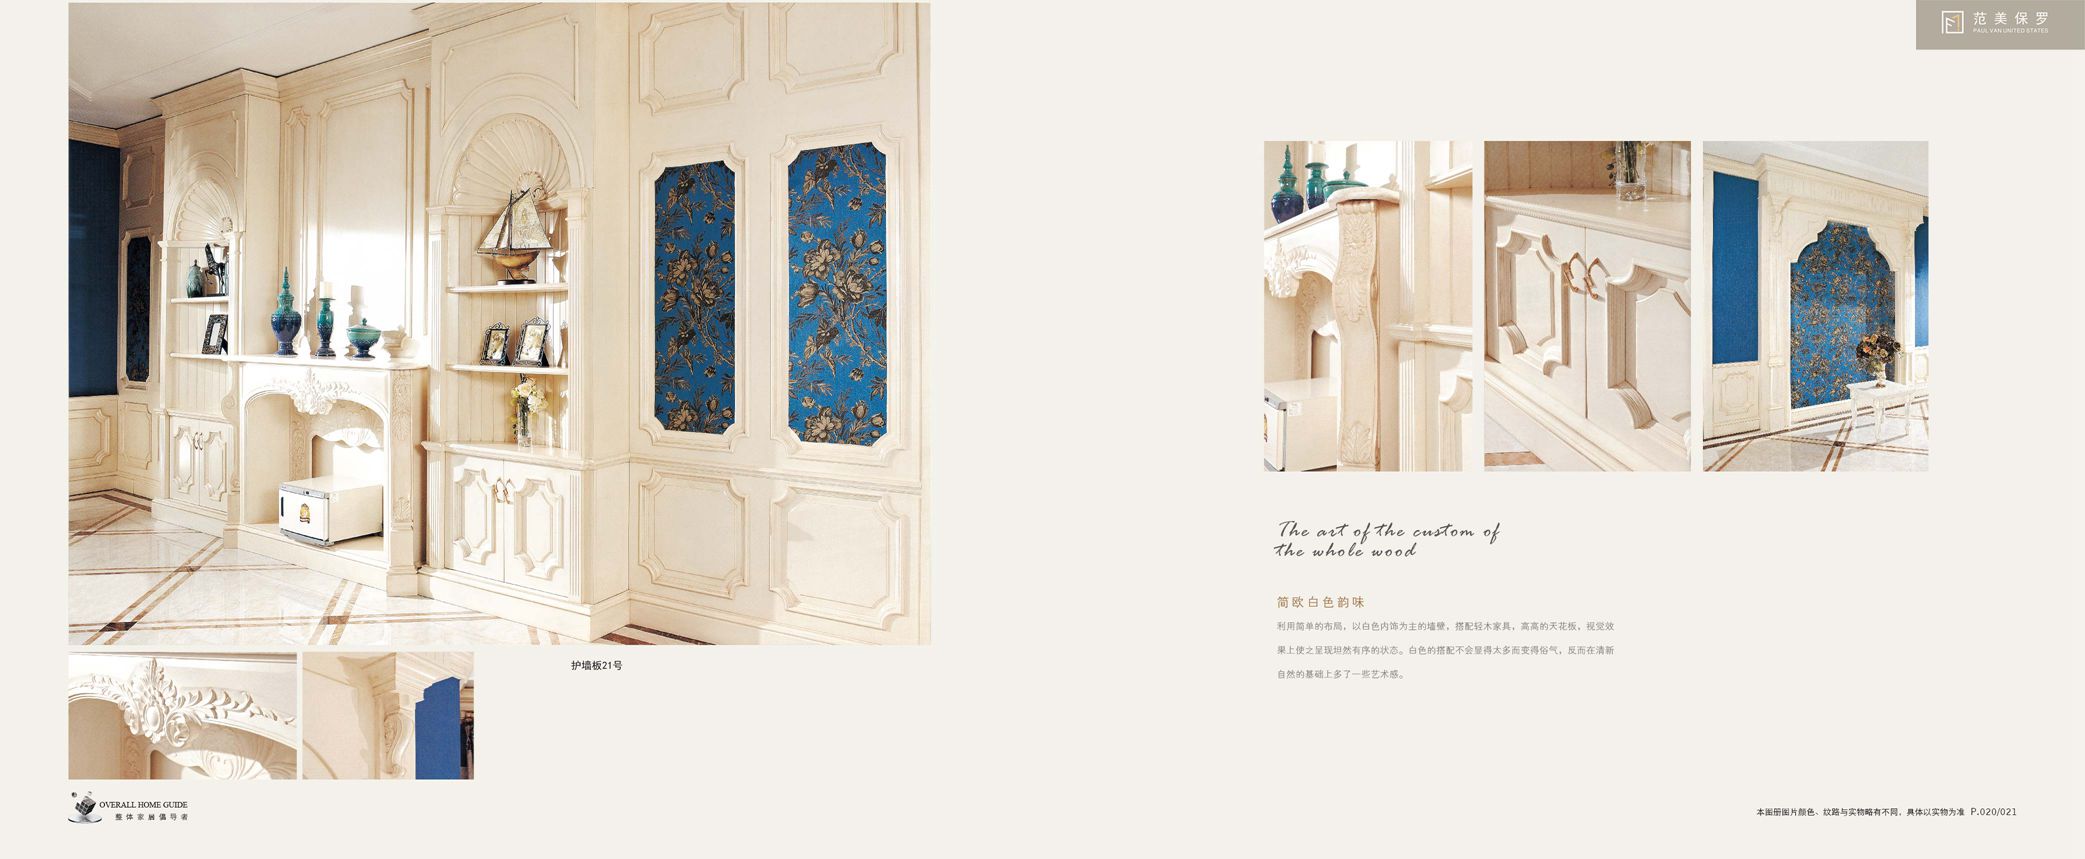 范美保罗
PAUL VAN UNITED STATES
The art of the custom of
the whole wood
简欧白色韵味
利用简单的布局，以白色内饰为主的墙壁，搭配轻木家具，高高的天花板，视觉效
果上使之呈现坦然有序的状态。白色的搭配不会显得太多而变得俗气，反而在清新
自然的基础上多了一些艺术感。
护墙板21号
OVERALL HOME GUIDE
整体家居倡导者
本画册图片颜色、纹路与实物略有不同，具体以实物为准 P.020/021